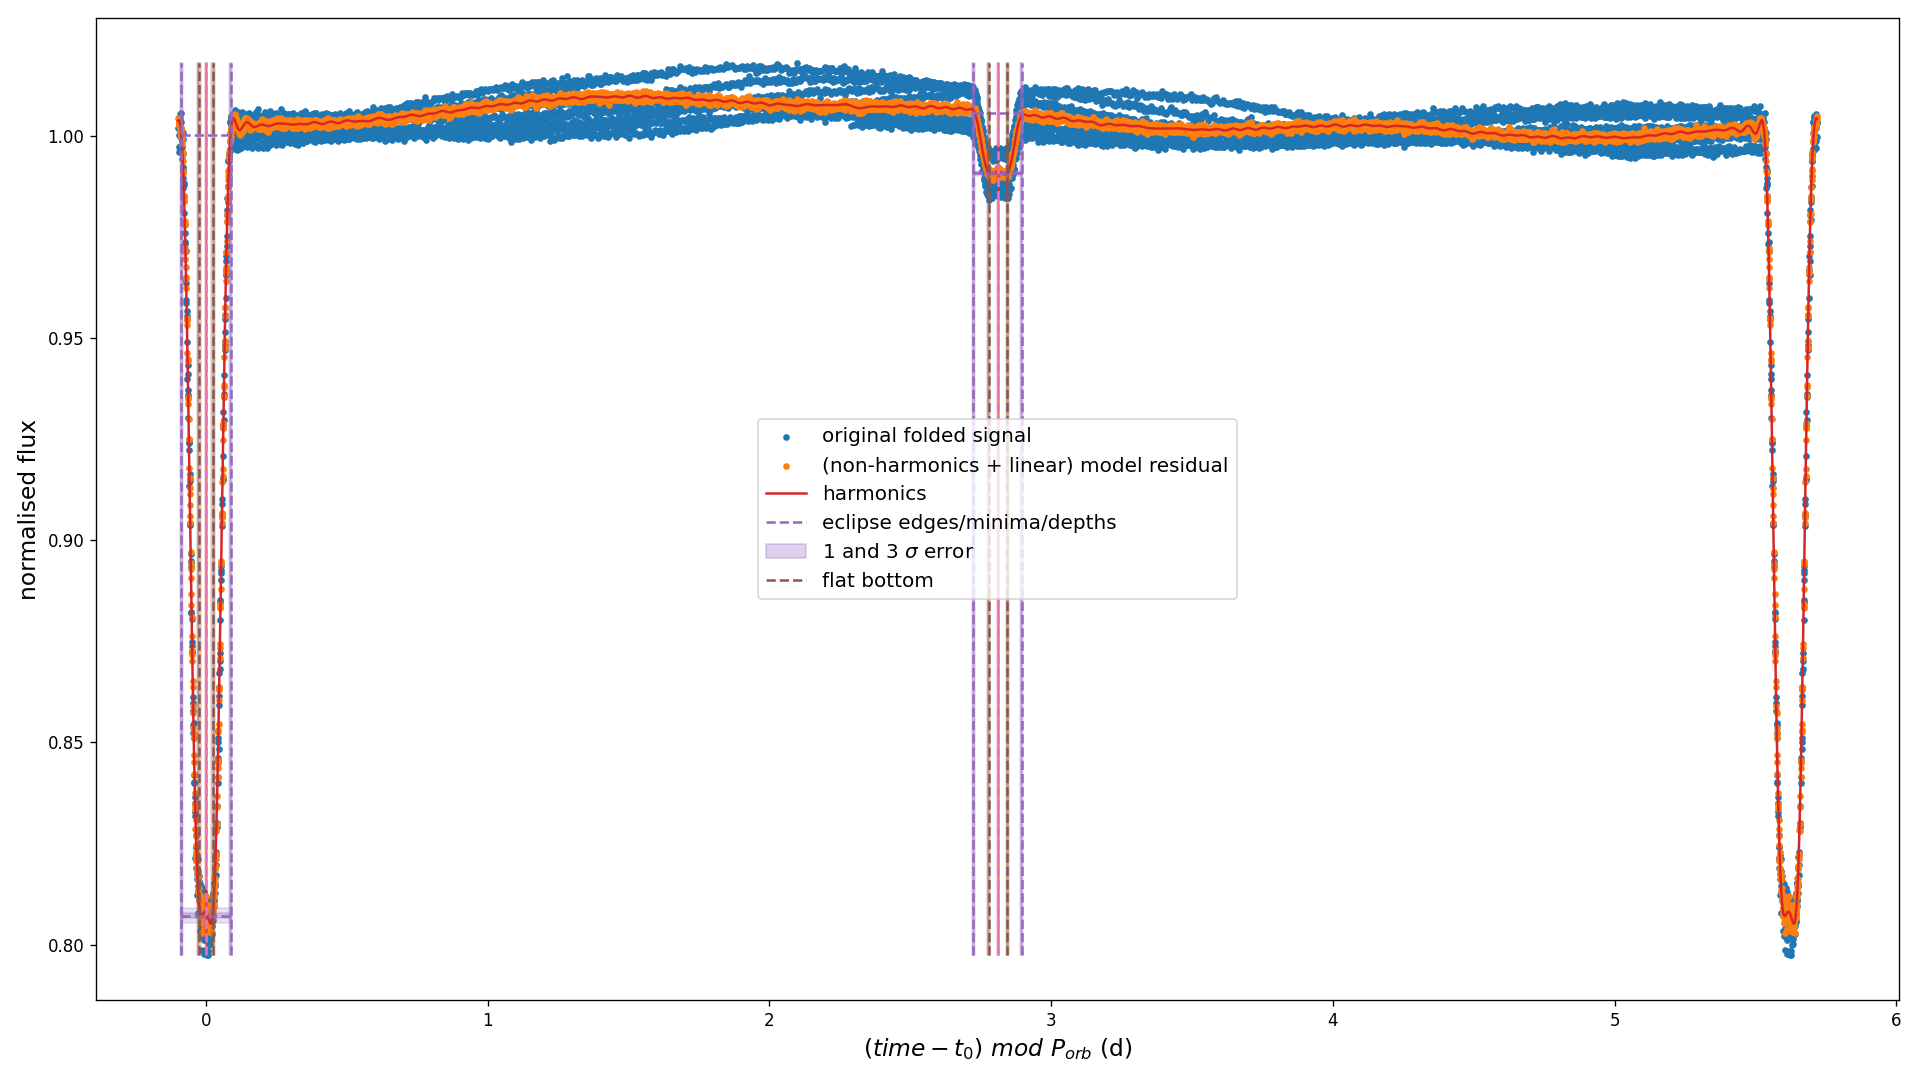 1.00
0.95
0.90
0.85
0.80
normalised flux
original folded signal
(non-harmonics + linear) model residual
harmonics
eclipse edges/minima/depths
1 and 3 σ error
flat bottom
0 1 2 3 4 5 6
(time − t₀) mod Pₒᵣb (d)